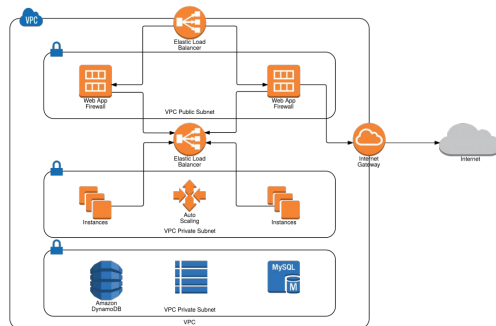 VPC
Elastic Load
Balancer
Web App
Firewall
Web App
Firewall
VPC Public Subnet
Elastic Load
Balancer
Internet
Gateway
Internet
Instances
Auto
Scaling
Instances
VPC Private Subnet
MySQL
M
Amazon
DynamoDB
VPC Private Subnet
VPC